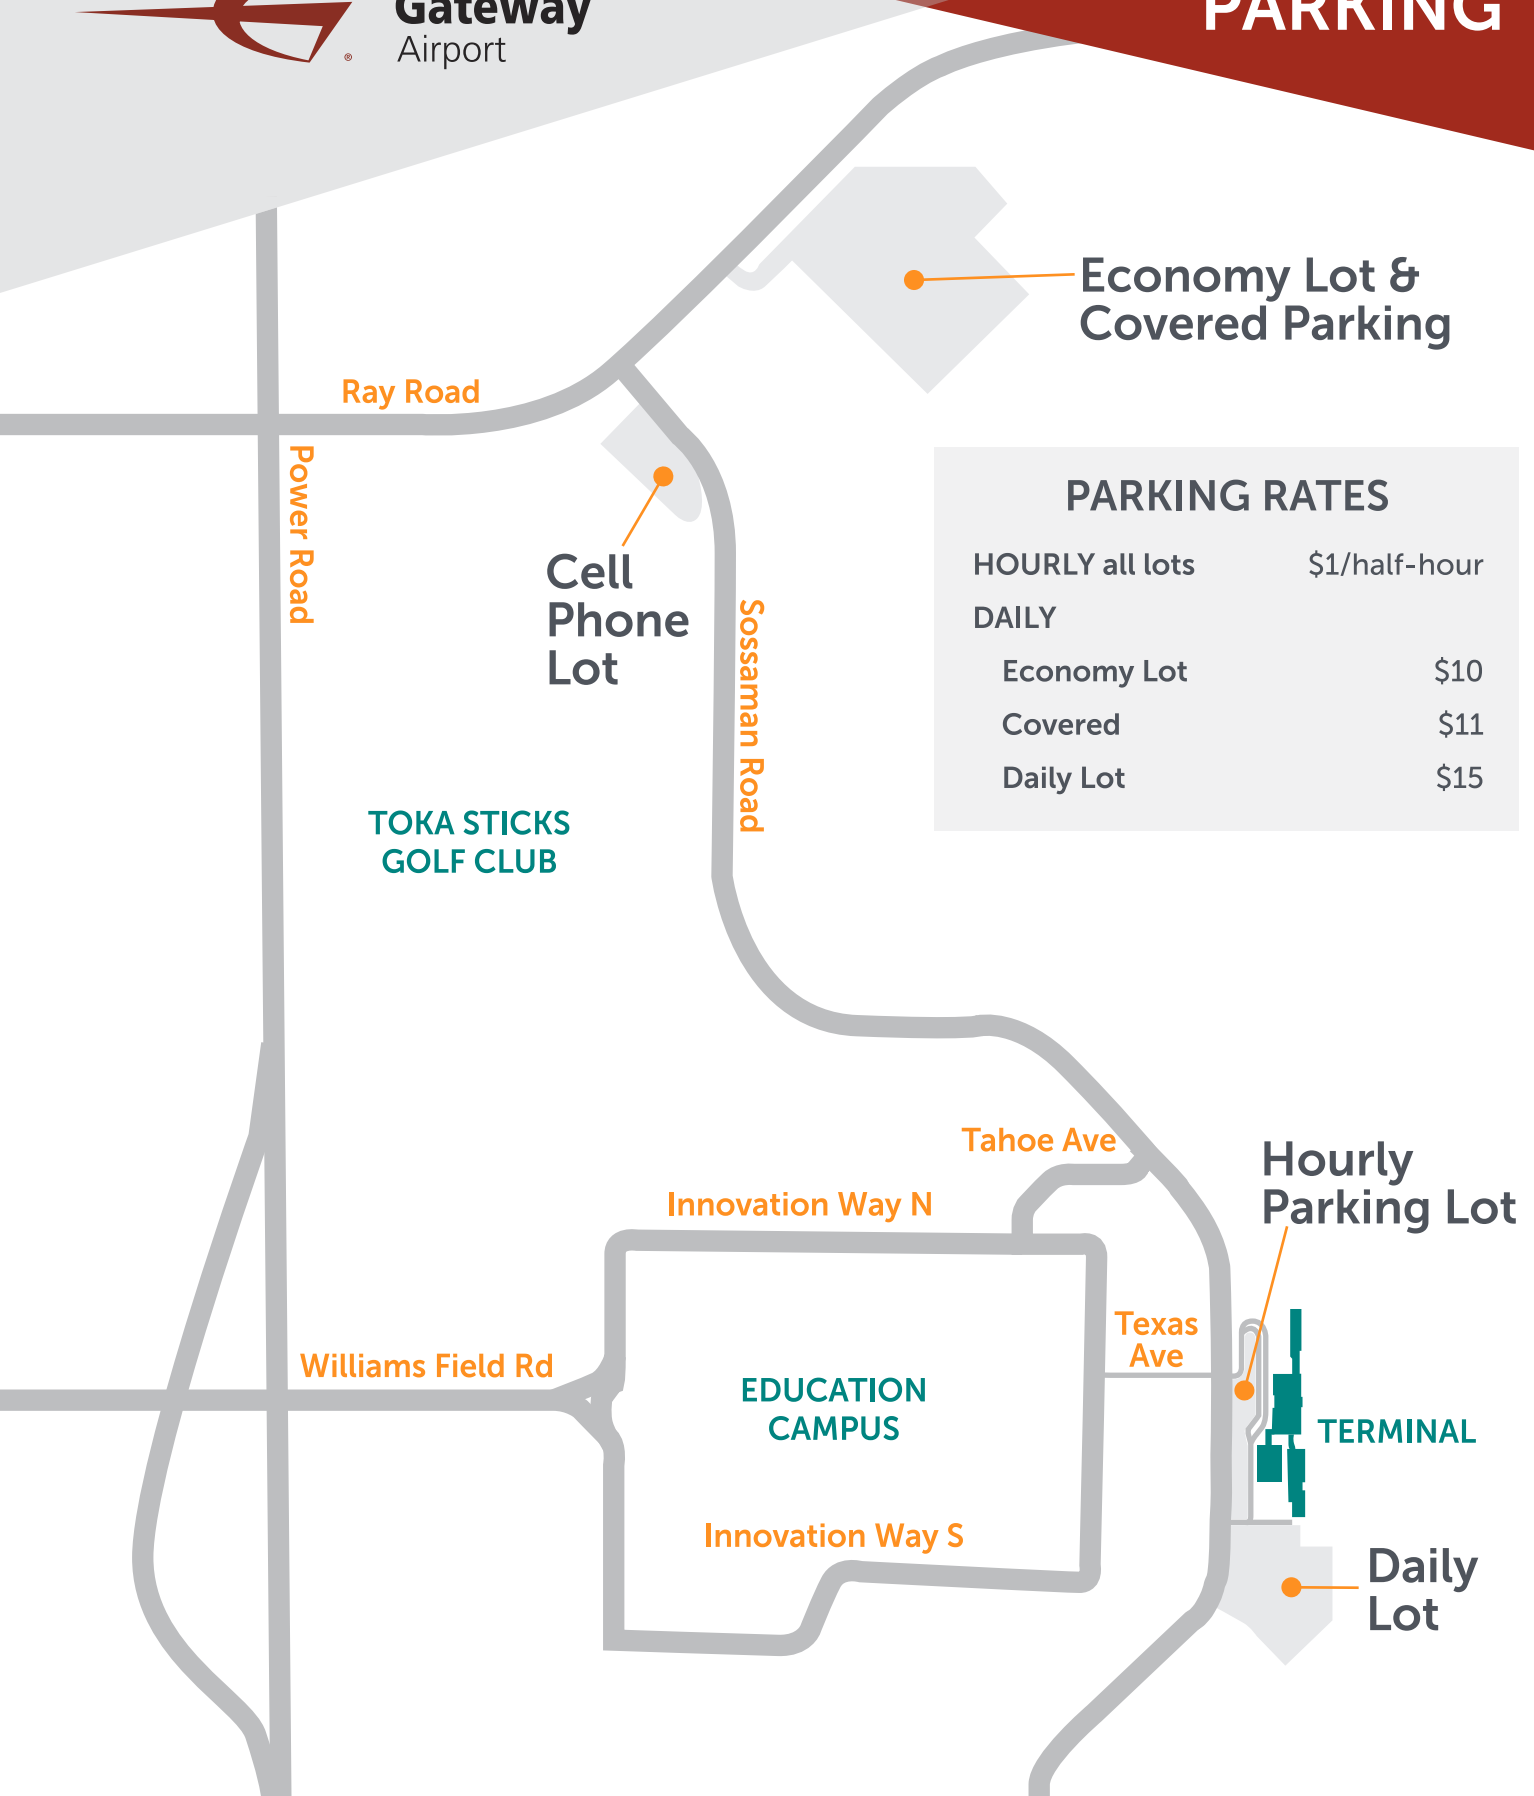 Gateway
Airport
®
PARKING
Economy Lot &
Covered Parking
Ray Road
Power Road
Cell
Phone
Lot
Sossaman Road
PARKING RATES
HOURLY all lots $1/half-hour
DAILY
Economy Lot $10
Covered $11
Daily Lot $15
TOKA STICKS
GOLF CLUB
Tahoe Ave
Hourly
Parking Lot
Innovation Way N
Texas
Ave
Williams Field Rd
EDUCATION
CAMPUS
TERMINAL
Innovation Way S
Daily
Lot